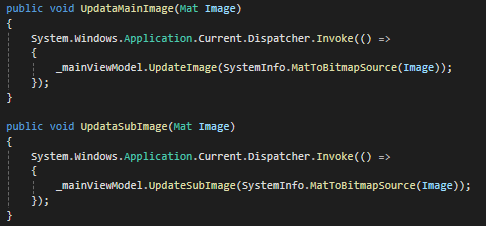 public void UpdataMainImage(Mat Image)
{
System.Windows.Application.Current.Dispatcher.Invoke(() =>
{
_mainViewModel.UpdateImage(SystemInfo.MatToBitmapSource(Image));
});
}
public void UpdataSubImage(Mat Image)
{
System.Windows.Application.Current.Dispatcher.Invoke(() =>
{
_mainViewModel.UpdateSubImage(SystemInfo.MatToBitmapSource(Image));
});
}